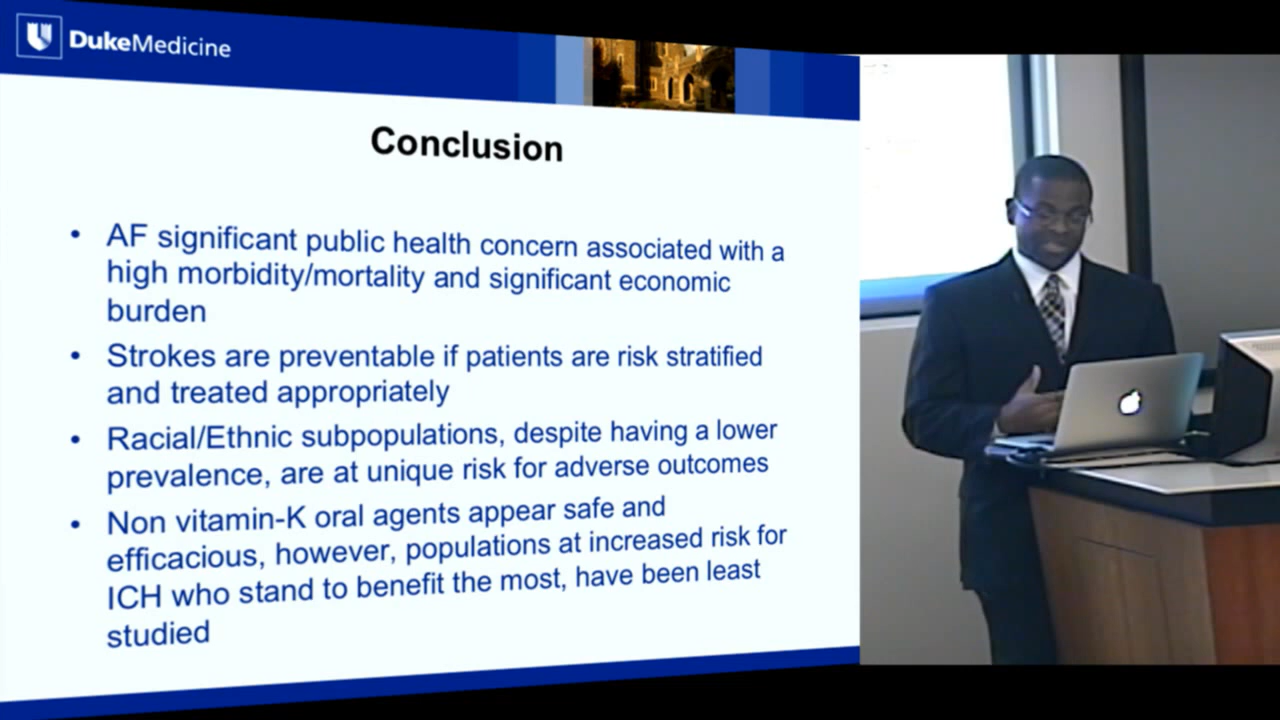 DukeMedicine
Conclusion
• AF significant public health concern associated with a
high morbidity/mortality and significant economic
burden
• Strokes are preventable if patients are risk stratified
and treated appropriately
• Racial/Ethnic subpopulations, despite having a lower
prevalence, are at unique risk for adverse outcomes
• Non vitamin-K oral agents appear safe and
efficacious, however, populations at increased risk for
ICH who stand to benefit the most, have been least
studied